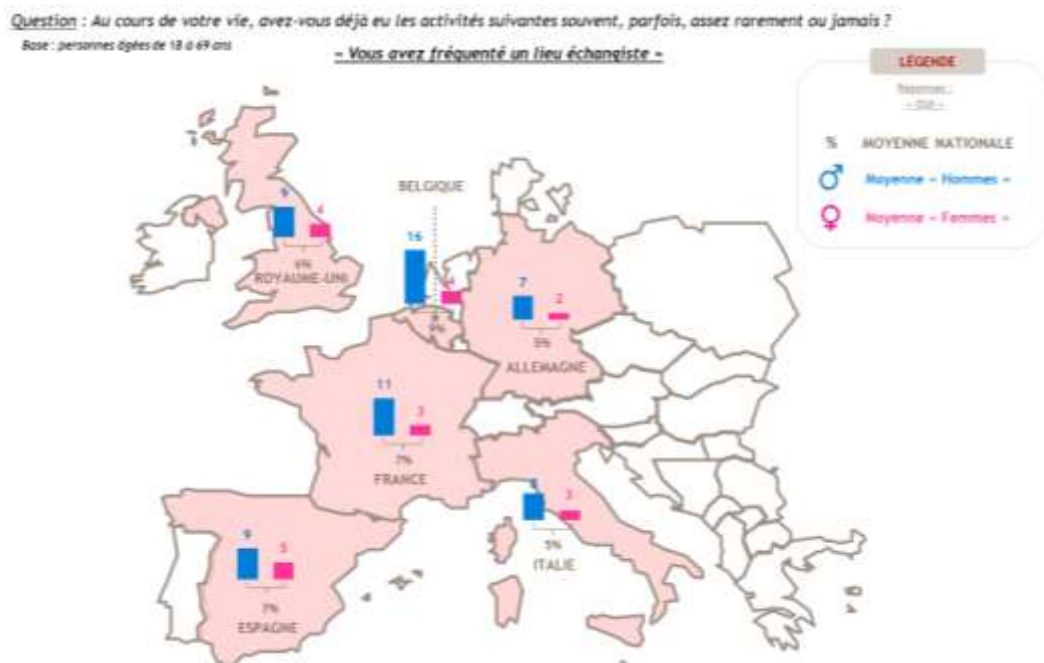 Question : Au cours de votre vie, avez-vous déjà eu les activités suivantes souvent, parfois, assez rarement ou jamais ?
Base : personnes âgées de 18 à 69 ans
- Vous avez fréquenté un lieu échangiste -
LÉGENDE
% MOYENNE NATIONALE
Moyenne - Hommes -
Moyenne - Femmes -
BELGIQUE
16
4
9%
9
4
6%
ROYAUME-UNI
7
2
5%
ALLEMAGNE
11
3
7%
FRANCE
3
5%
ITALIE
9
5
7%
ESPAGNE